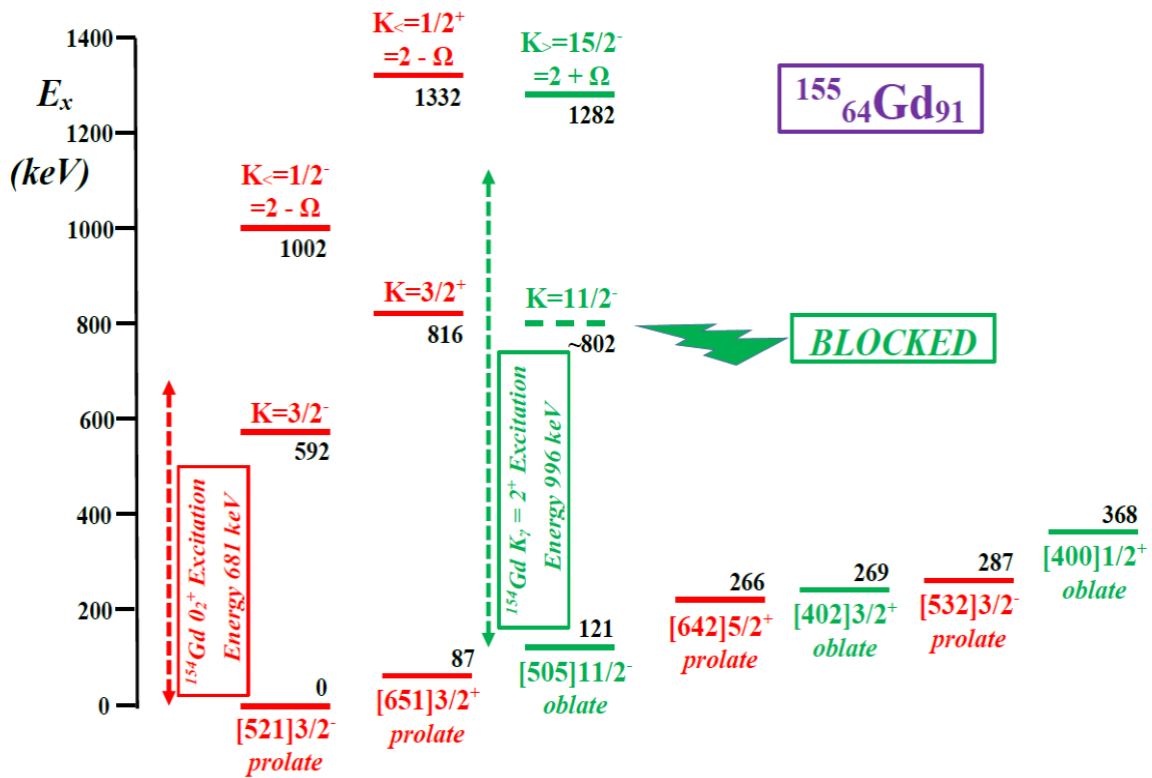 1400
1200
1000
800
600
400
200
0
Eₓ
(keV)
K<=1/2⁺
=2 - Ω
1332
K>=15/2⁻
=2 + Ω
1282
¹⁵⁵₆₄Gd₉₁
K<=1/2⁻
=2 - Ω
1002
K=3/2⁺
816
K=11/2⁻
~802
BLOCKED
K=3/2⁻
592
¹⁵⁴Gd 0₂⁺ Excitation
Energy 681 keV
¹⁵⁴Gd Kᵧ = 2⁺ Excitation
Energy 996 keV
0
[521]3/2⁻
prolate
87
[651]3/2⁺
prolate
121
[505]11/2⁻
oblate
266
[642]5/2⁺
prolate
269
[402]3/2⁺
oblate
287
[532]3/2⁻
prolate
368
[400]1/2⁺
oblate